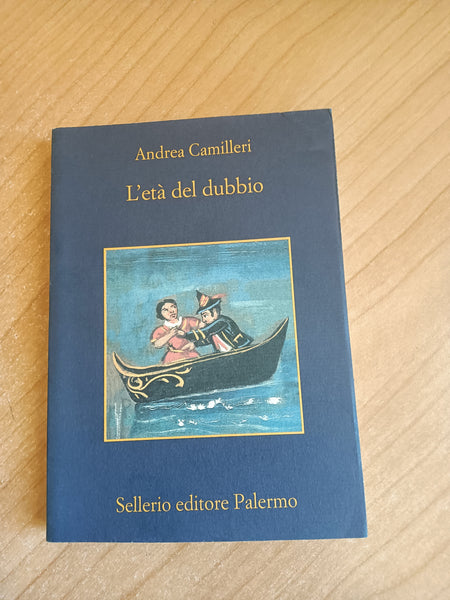 Andrea Camilleri
L'età del dubbio
Sellerio editore Palermo